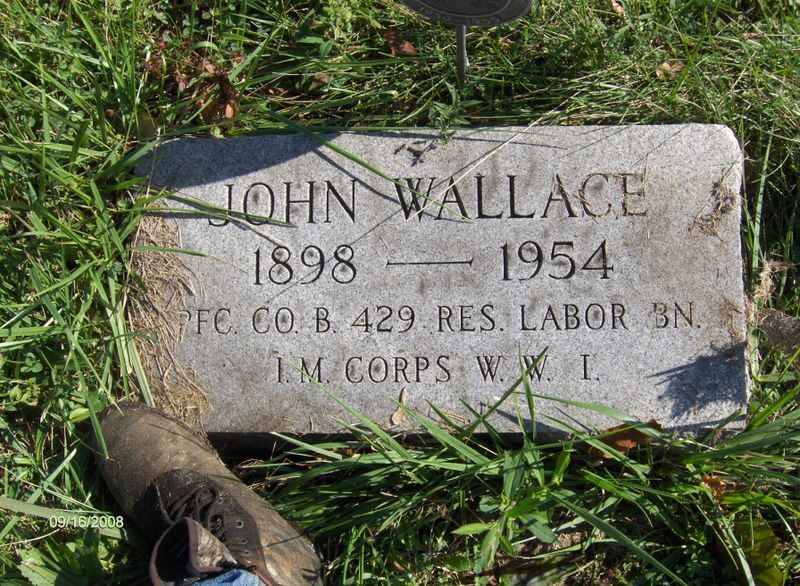 JOHN WALLACE
1898 — 1954
PFC. CO. B. 429 RES. LABOR BN.
I. M. CORPS W. W. I.
09/16/2008